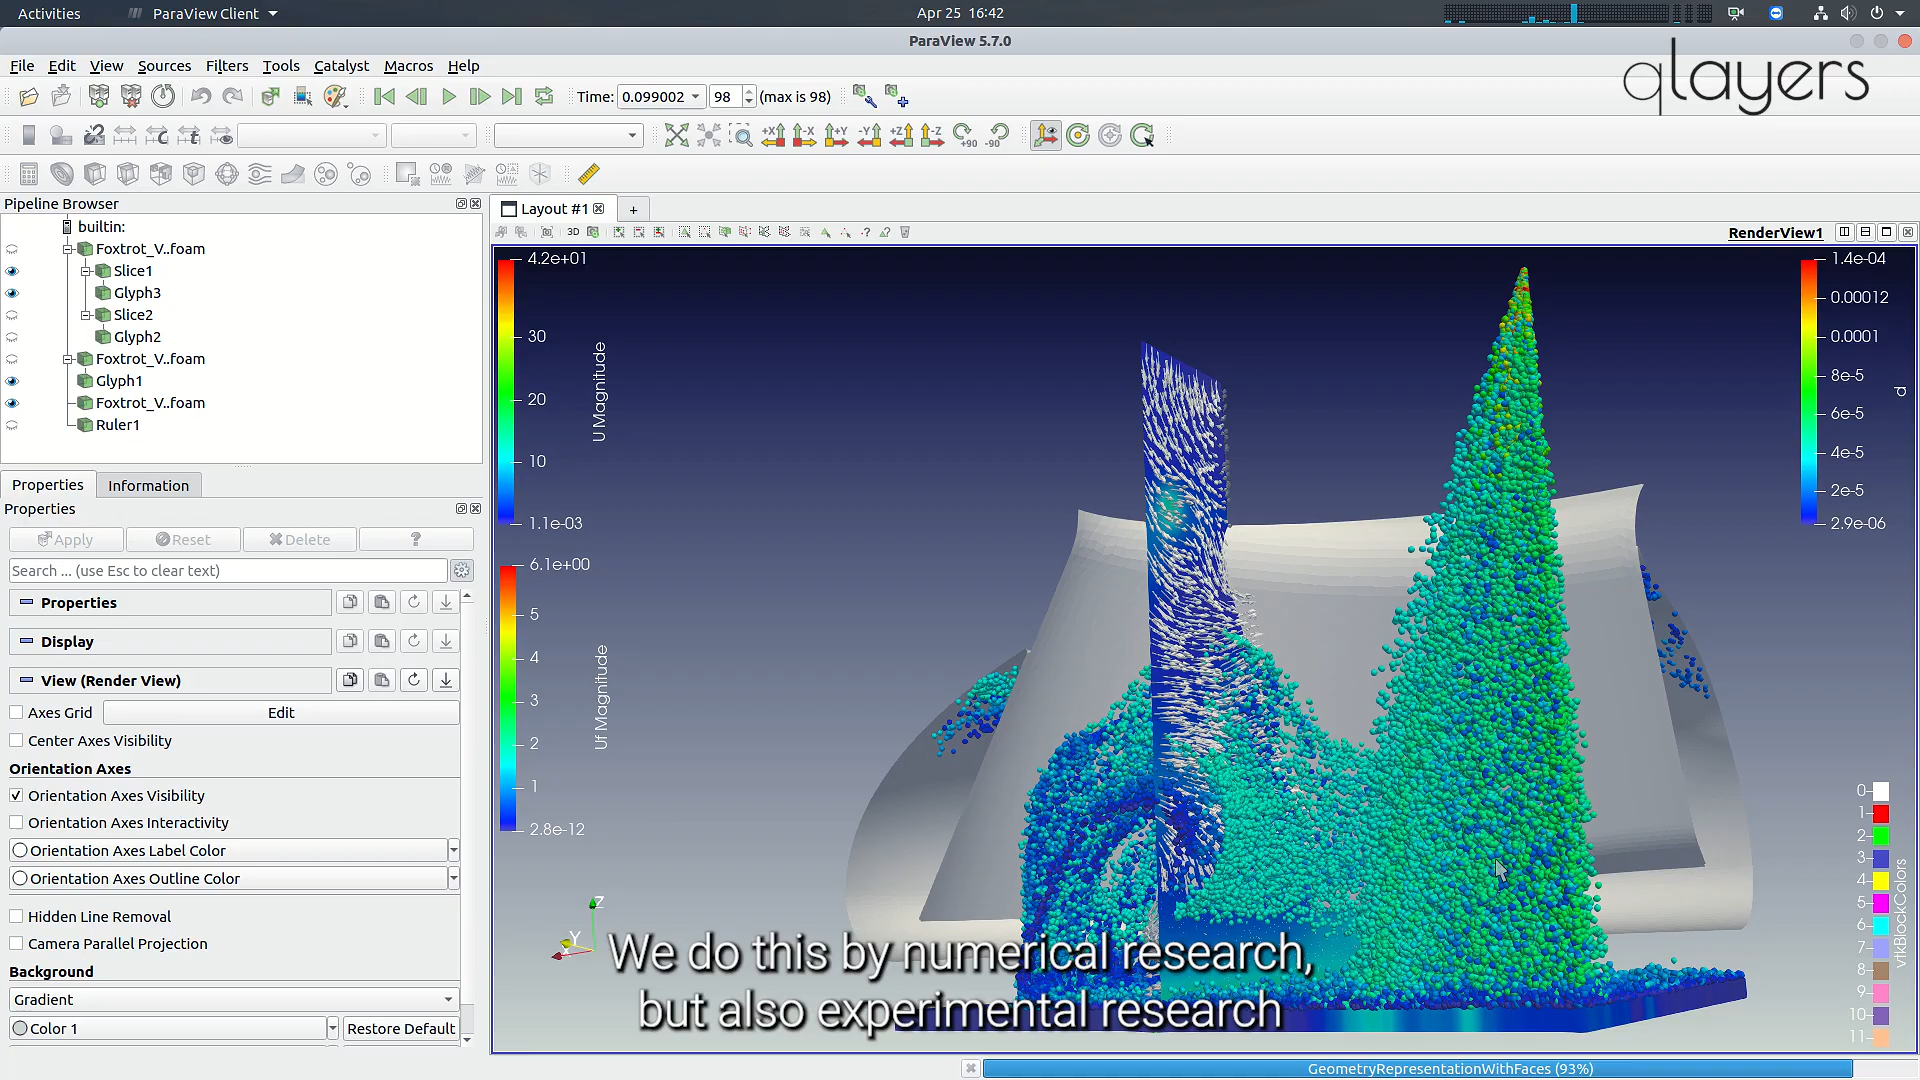 Activities
ParaView Client
Apr 25 16:42
ParaView 5.7.0
qlayers
File Edit View Sources Filters Tools Catalyst Macros Help
Time: 0.099002 98 (max is 98)
+X -X +Y -Y +Z -Z +90 -90
Pipeline Browser
builtin:
Foxtrot_V..foam
Slice1
Glyph3
Slice2
Glyph2
Foxtrot_V..foam
Glyph1
Foxtrot_V..foam
Ruler1
Properties Information
Properties
Apply Reset Delete ?
Search ... (use Esc to clear text)
Properties
Display
View (Render View)
Axes Grid Edit
Center Axes Visibility
Orientation Axes
Orientation Axes Visibility
Orientation Axes Interactivity
Orientation Axes Label Color
Orientation Axes Outline Color
Hidden Line Removal
Camera Parallel Projection
Background
Gradient
Color 1 Restore Default
Layout #1 +
3D
RenderView1
4.2e+01
30
20
10
1.1e-03
U Magnitude
6.1e+00
5
4
3
2
1
2.8e-12
Uf Magnitude
1.4e-04
0.00012
0.0001
8e-5
6e-5
4e-5
2e-5
2.9e-06
d
0
1
2
3
4
5
6
7
8
9
10
11
vtkBlockColors
Z
Y
X
We do this by numerical research,
but also experimental research
GeometryRepresentationWithFaces (93%)